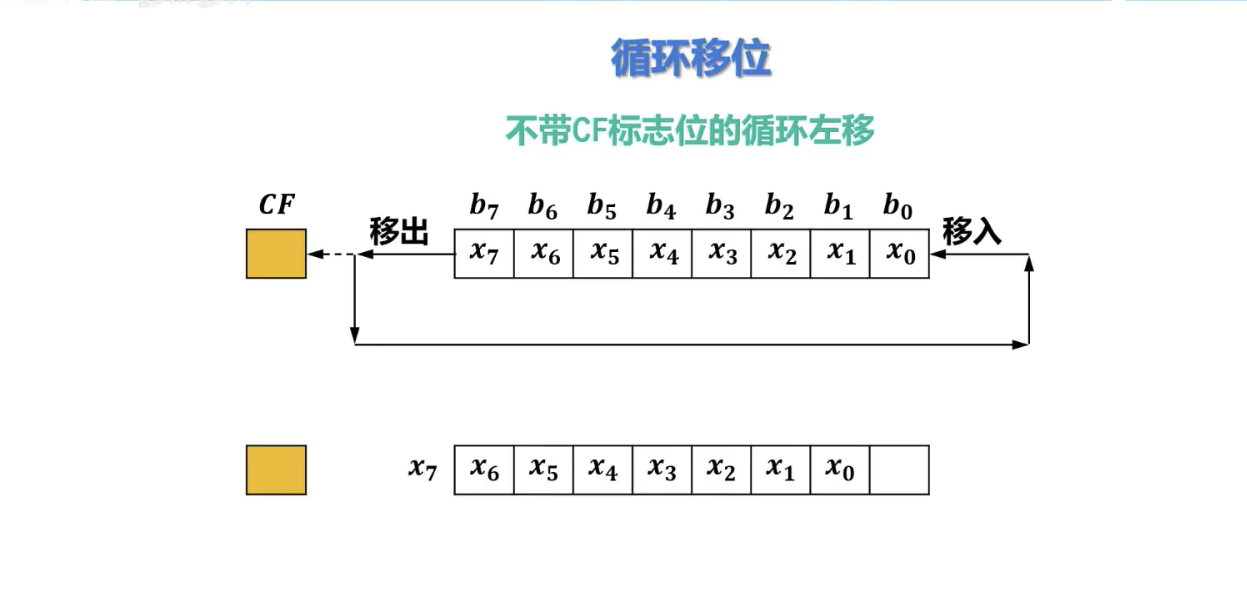 循环移位
不带CF标志位的循环左移
CF b₇ b₆ b₅ b₄ b₃ b₂ b₁ b₀
移出 移入
x₇ x₆ x₅ x₄ x₃ x₂ x₁ x₀
x₇ x₆ x₅ x₄ x₃ x₂ x₁ x₀